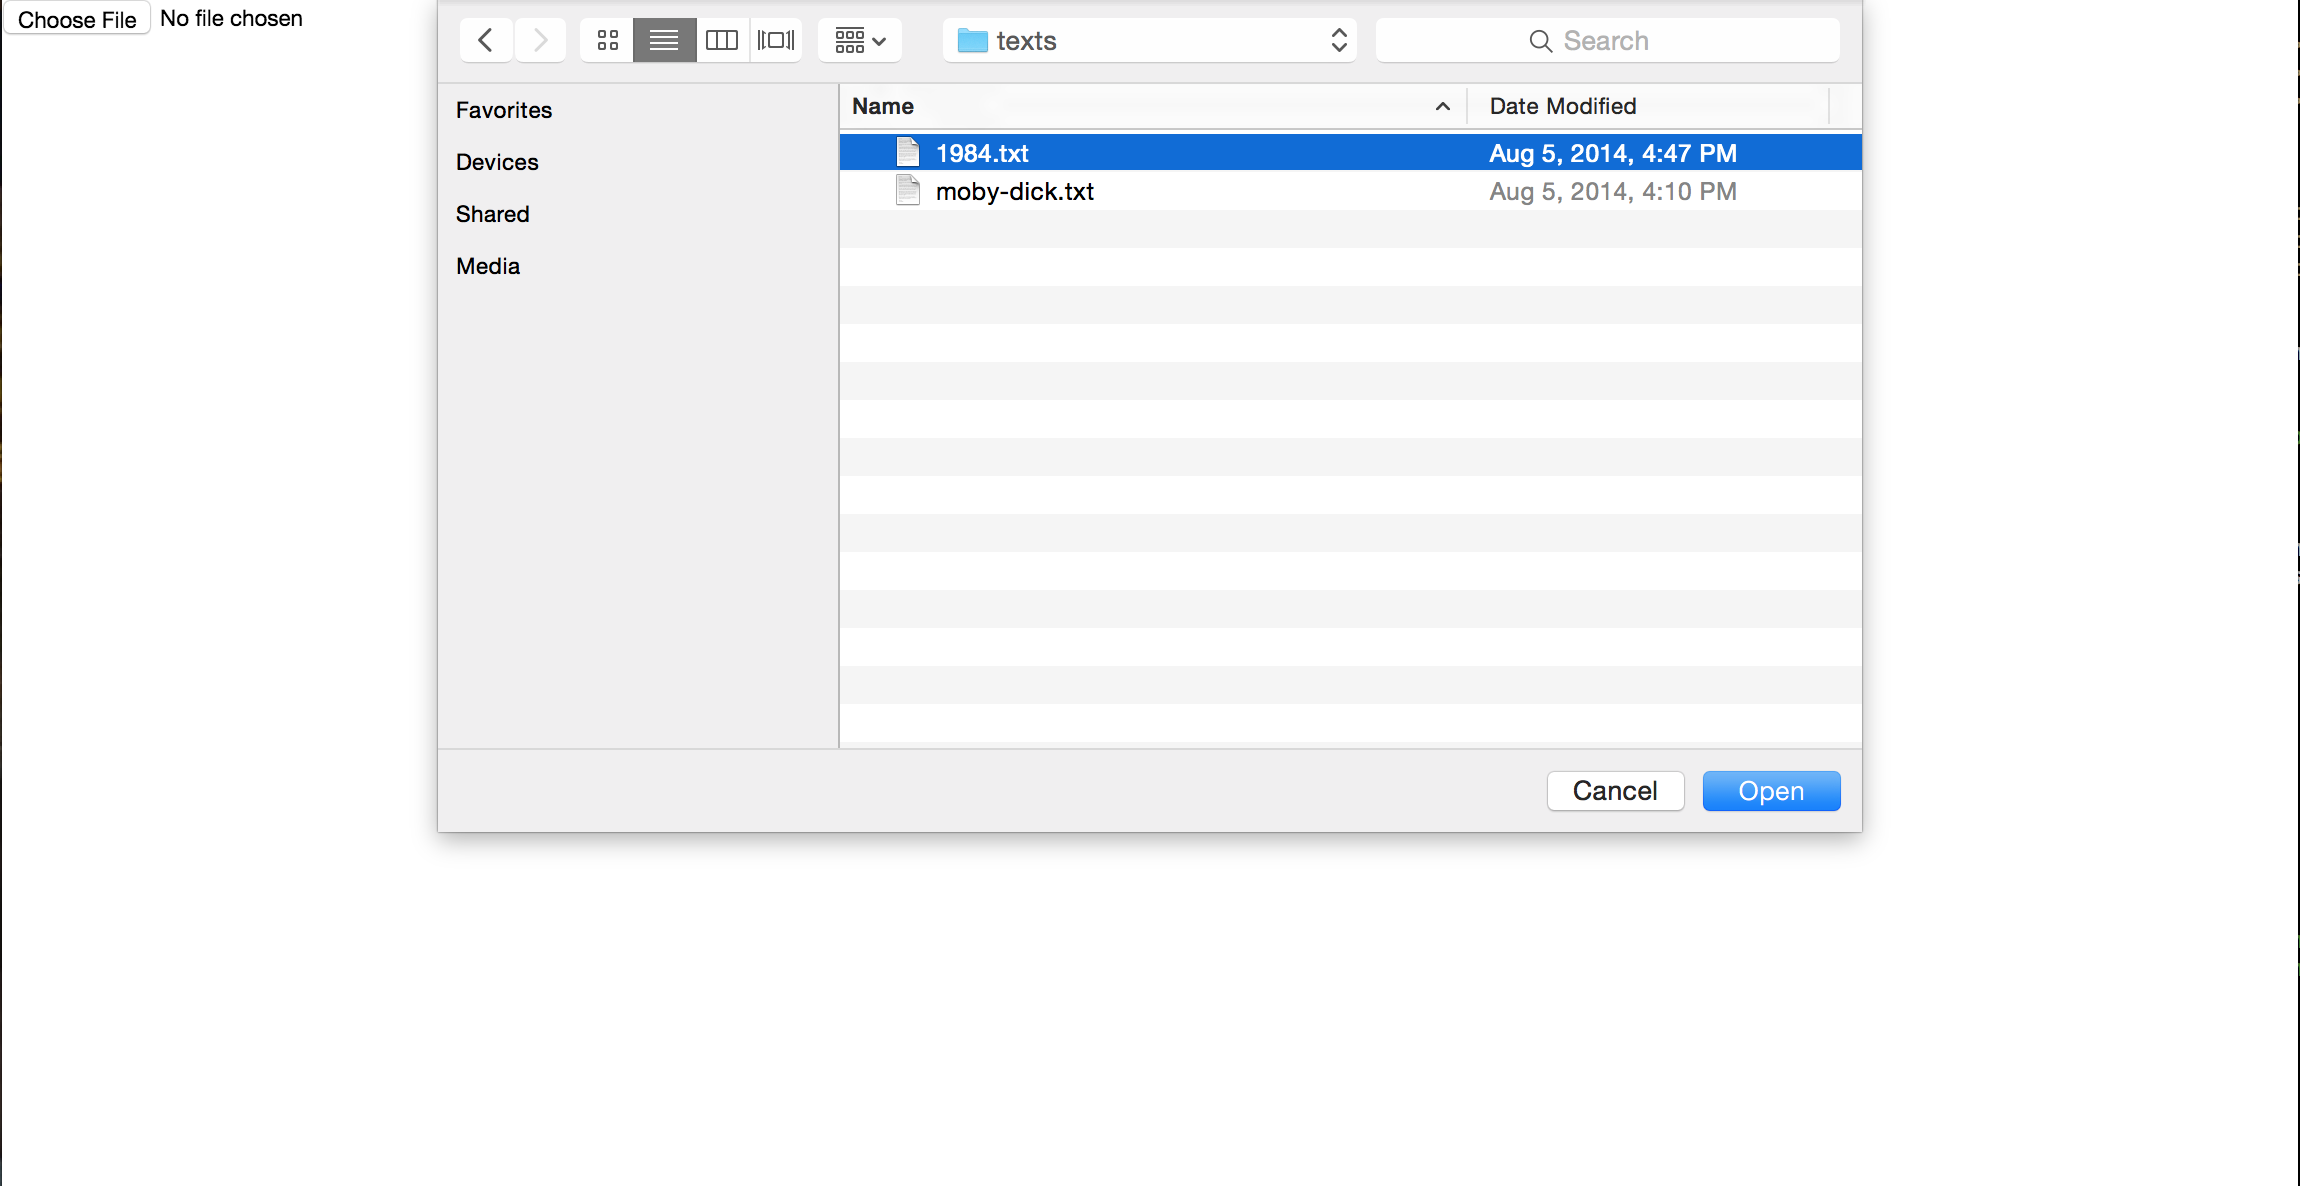 Choose File No file chosen
texts
Search
Favorites
Devices
Shared
Media
Name Date Modified
1984.txt Aug 5, 2014, 4:47 PM
moby-dick.txt Aug 5, 2014, 4:10 PM
Cancel Open